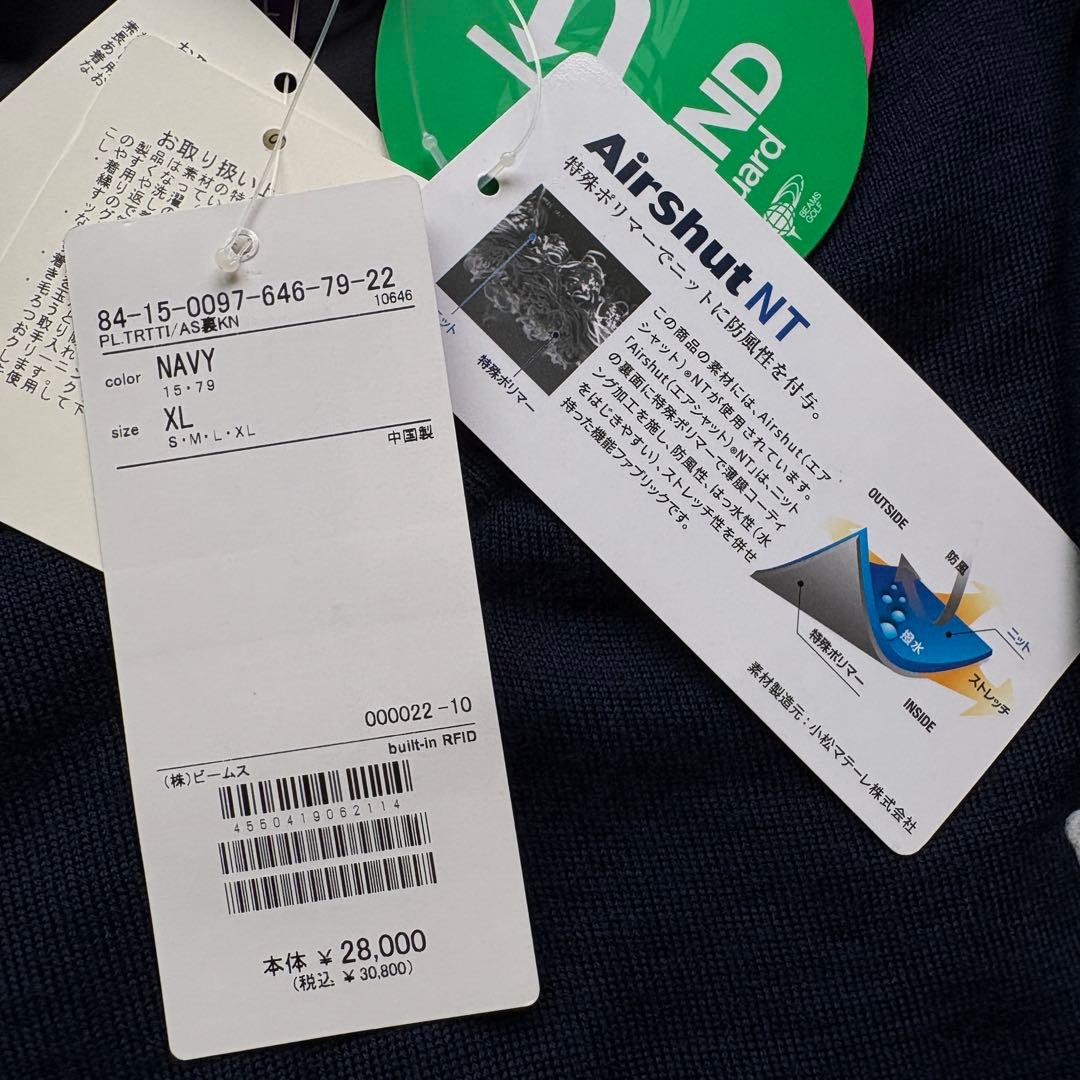 84-15-0097-646-79-22
10646
PL.TRTTI/AS裏KN
color NAVY
15・79
size XL
S・M・L・XL
中国製
000022-10
built-in RFID
(株)ビームス
4550419062114
本体 ¥28,000
(税込 ¥30,800)
Airshut NT
特殊ポリマーでニットに防風性を付与。
特殊ポリマー
この商品の素材には、Airshut(エア
シャット)®NTが使用されています。
「Airshut(エアシャット)®NT」は、ニット
の裏面に特殊ポリマーで薄膜コーティ
ング加工を施し、防風性、はっ水性(水
をはじきやすい)、ストレッチ性を併せ
持った機能ファブリックです。
OUTSIDE
防風
ニット
撥水
特殊ポリマー
ストレッチ
INSIDE
素材製造元:小松マテーレ株式会社
ND
uard
BEAMS
GOLF
お取り扱い上